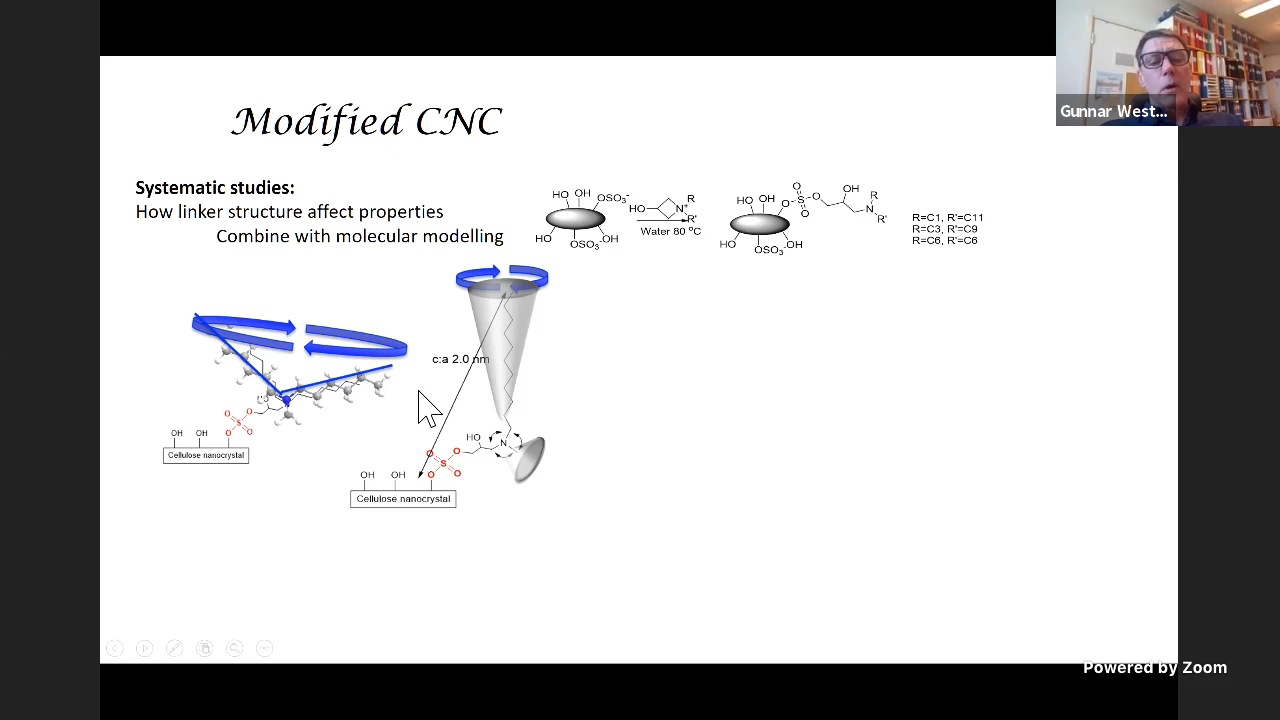 Gunnar West...
Modified CNC
Systematic studies:
How linker structure affect properties
Combine with molecular modelling
HO OH OSO₃⁻
HO N⁺ R R'
HO OSO₃⁻ OH
Water 80 ºC
HO OH O S O O O OH N R R'
HO OSO₃⁻ OH
R=C1, R'=C11
R=C3, R'=C9
R=C6, R'=C6
c:a 2.0 nm
O O S O O
OH OH
Cellulose nanocrystal
HO N
O O S O O
OH OH
Cellulose nanocrystal
Powered by Zoom